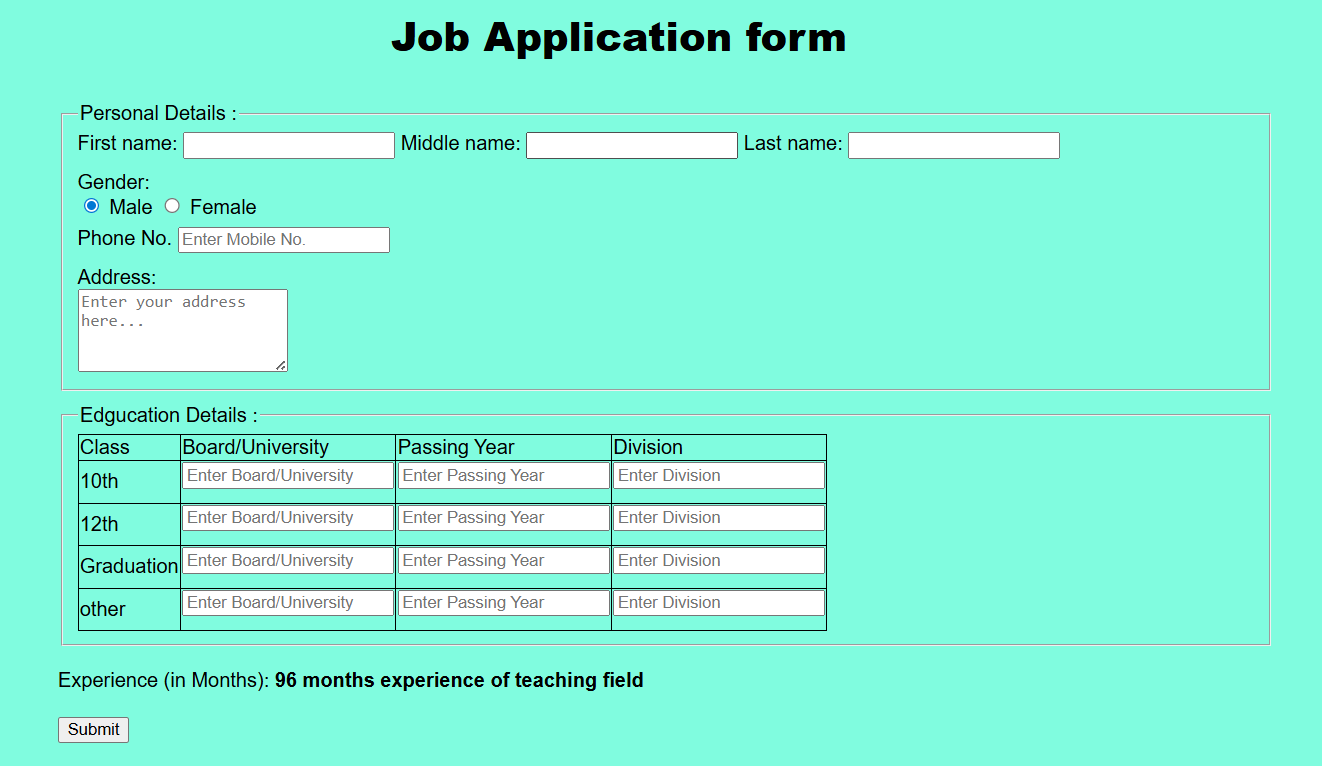 Job Application form
Personal Details :
First name: Middle name: Last name:
Gender:
Male Female
Phone No. Enter Mobile No.
Address:
Enter your address
here...
Edgucation Details :
Class Board/University Passing Year Division
10th Enter Board/University Enter Passing Year Enter Division
12th Enter Board/University Enter Passing Year Enter Division
Graduation Enter Board/University Enter Passing Year Enter Division
other Enter Board/University Enter Passing Year Enter Division
Experience (in Months): 96 months experience of teaching field
Submit